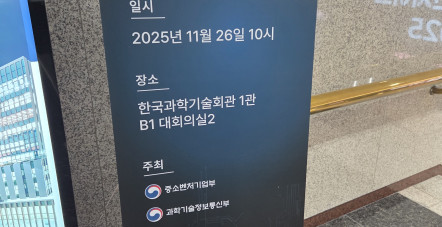 일시
2025년 11월 26일 10시
장소
한국과학기술회관 1관
B1 대회의실2
주최
중소벤처기업부
과학기술정보통신부